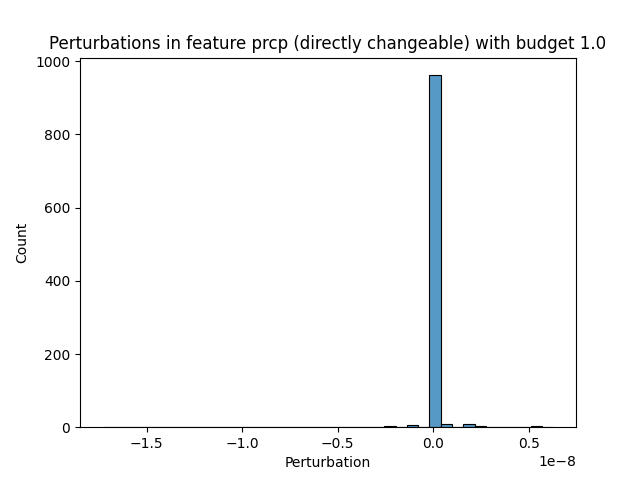 Perturbations in feature prcp (directly changeable) with budget 1.0
1000
800
600
400
200
0
Count
−1.5
−1.0
−0.5
0.0
0.5
1e−8
Perturbation